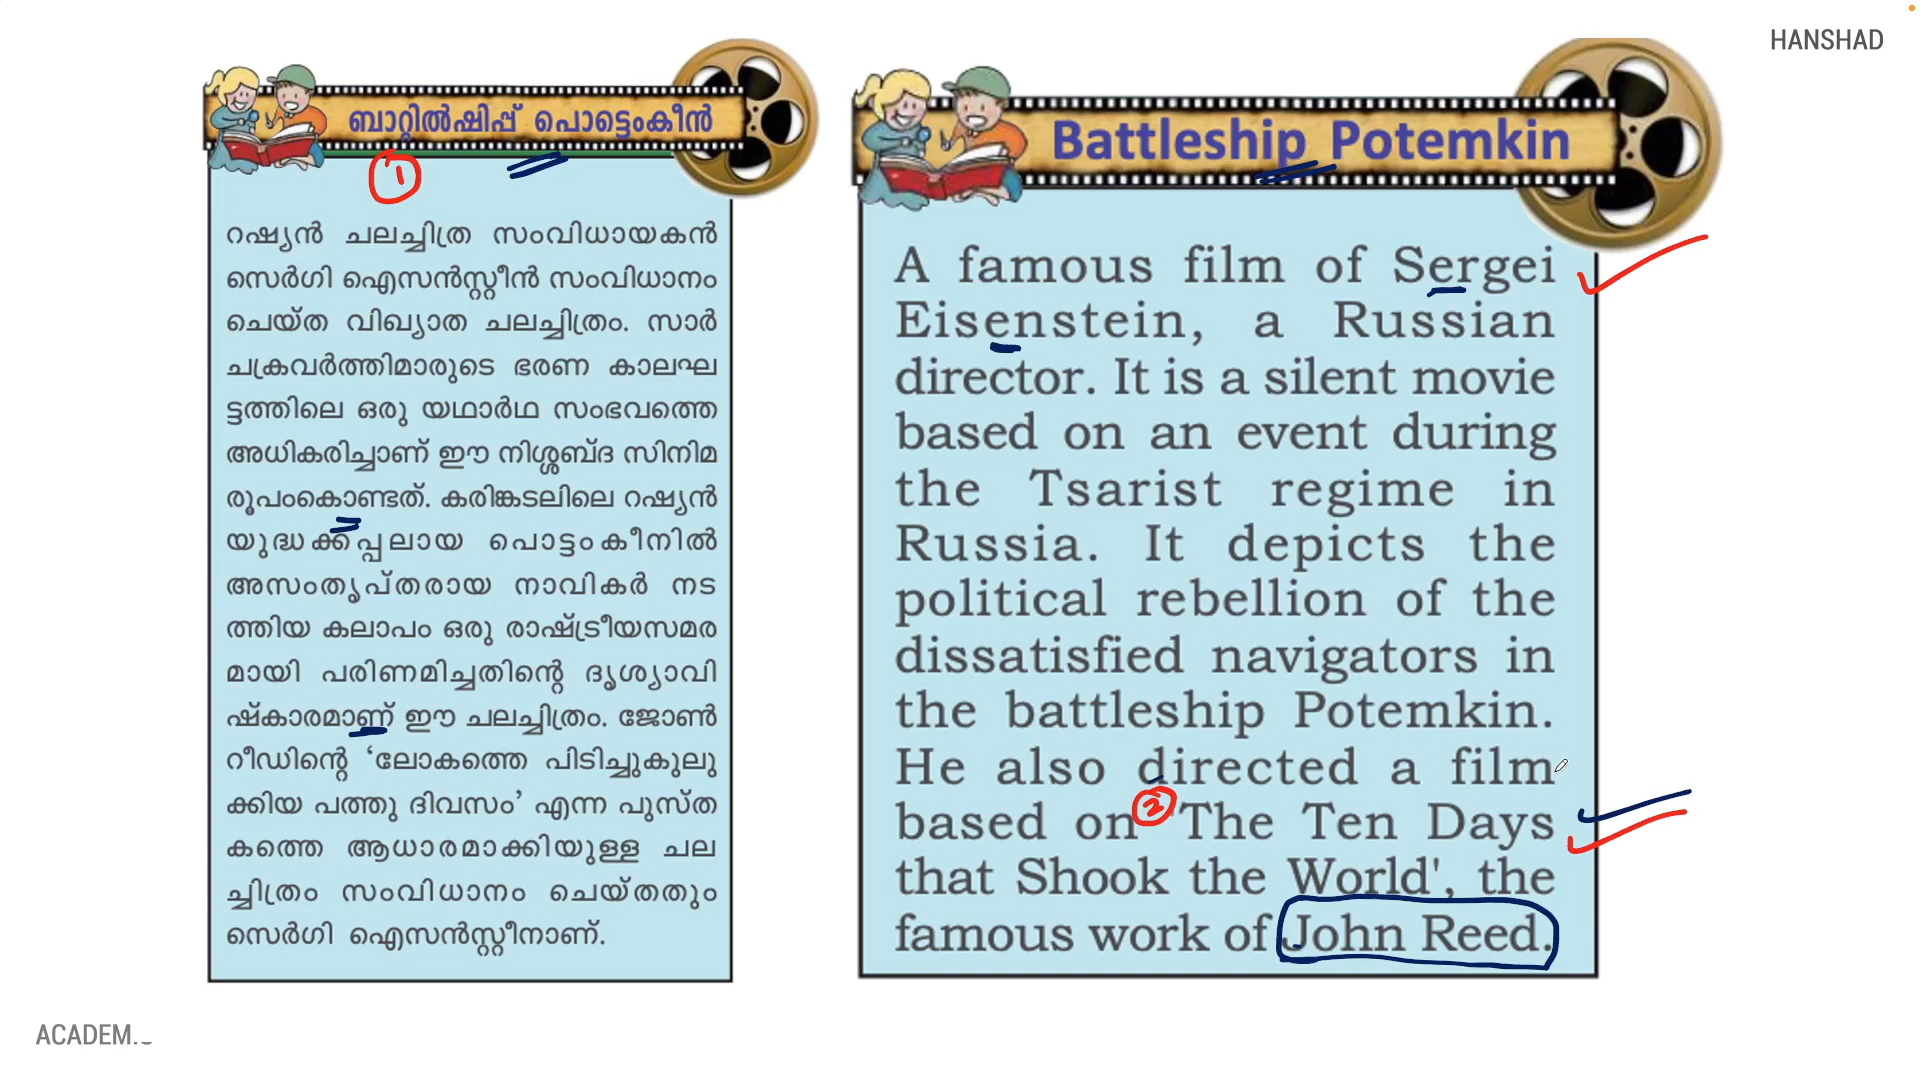 HANSHAD
ബാറ്റിൽഷിപ്പ് പൊട്ടെംകീൻ
1
റഷ്യൻ ചലച്ചിത്ര സംവിധായകൻ
സെർഗി ഐസൻസ്റ്റീൻ സംവിധാനം
ചെയ്ത വിഖ്യാത ചലച്ചിത്രം. സാർ
ചക്രവർത്തിമാരുടെ ഭരണ കാലഘ
ട്ടത്തിലെ ഒരു യഥാർഥ സംഭവത്തെ
അധികരിച്ചാണ് ഈ നിശ്ശബ്ദ സിനിമ
രൂപംകൊണ്ടത്. കരിങ്കടലിലെ റഷ്യൻ
യുദ്ധക്കപ്പലായ പൊട്ടംകീനിൽ
അസംതൃപ്തരായ നാവികർ നട
ത്തിയ കലാപം ഒരു രാഷ്ട്രീയസമര
മായി പരിണമിച്ചതിന്റെ ദൃശ്യാവി
ഷ്കാരമാണ് ഈ ചലച്ചിത്രം. ജോൺ
റീഡിന്റെ ‘ലോകത്തെ പിടിച്ചുകുലു
ക്കിയ പത്തു ദിവസം’ എന്ന പുസ്ത
കത്തെ ആധാരമാക്കിയുള്ള ചല
ച്ചിത്രം സംവിധാനം ചെയ്തതും
സെർഗി ഐസൻസ്റ്റീനാണ്.
Battleship Potemkin
A famous film of Sergei
Eisenstein, a Russian
director. It is a silent movie
based on an event during
the Tsarist regime in
Russia. It depicts the
political rebellion of the
dissatisfied navigators in
the battleship Potemkin.
He also directed a film
based on 2 'The Ten Days
that Shook the World', the
famous work of John Reed.